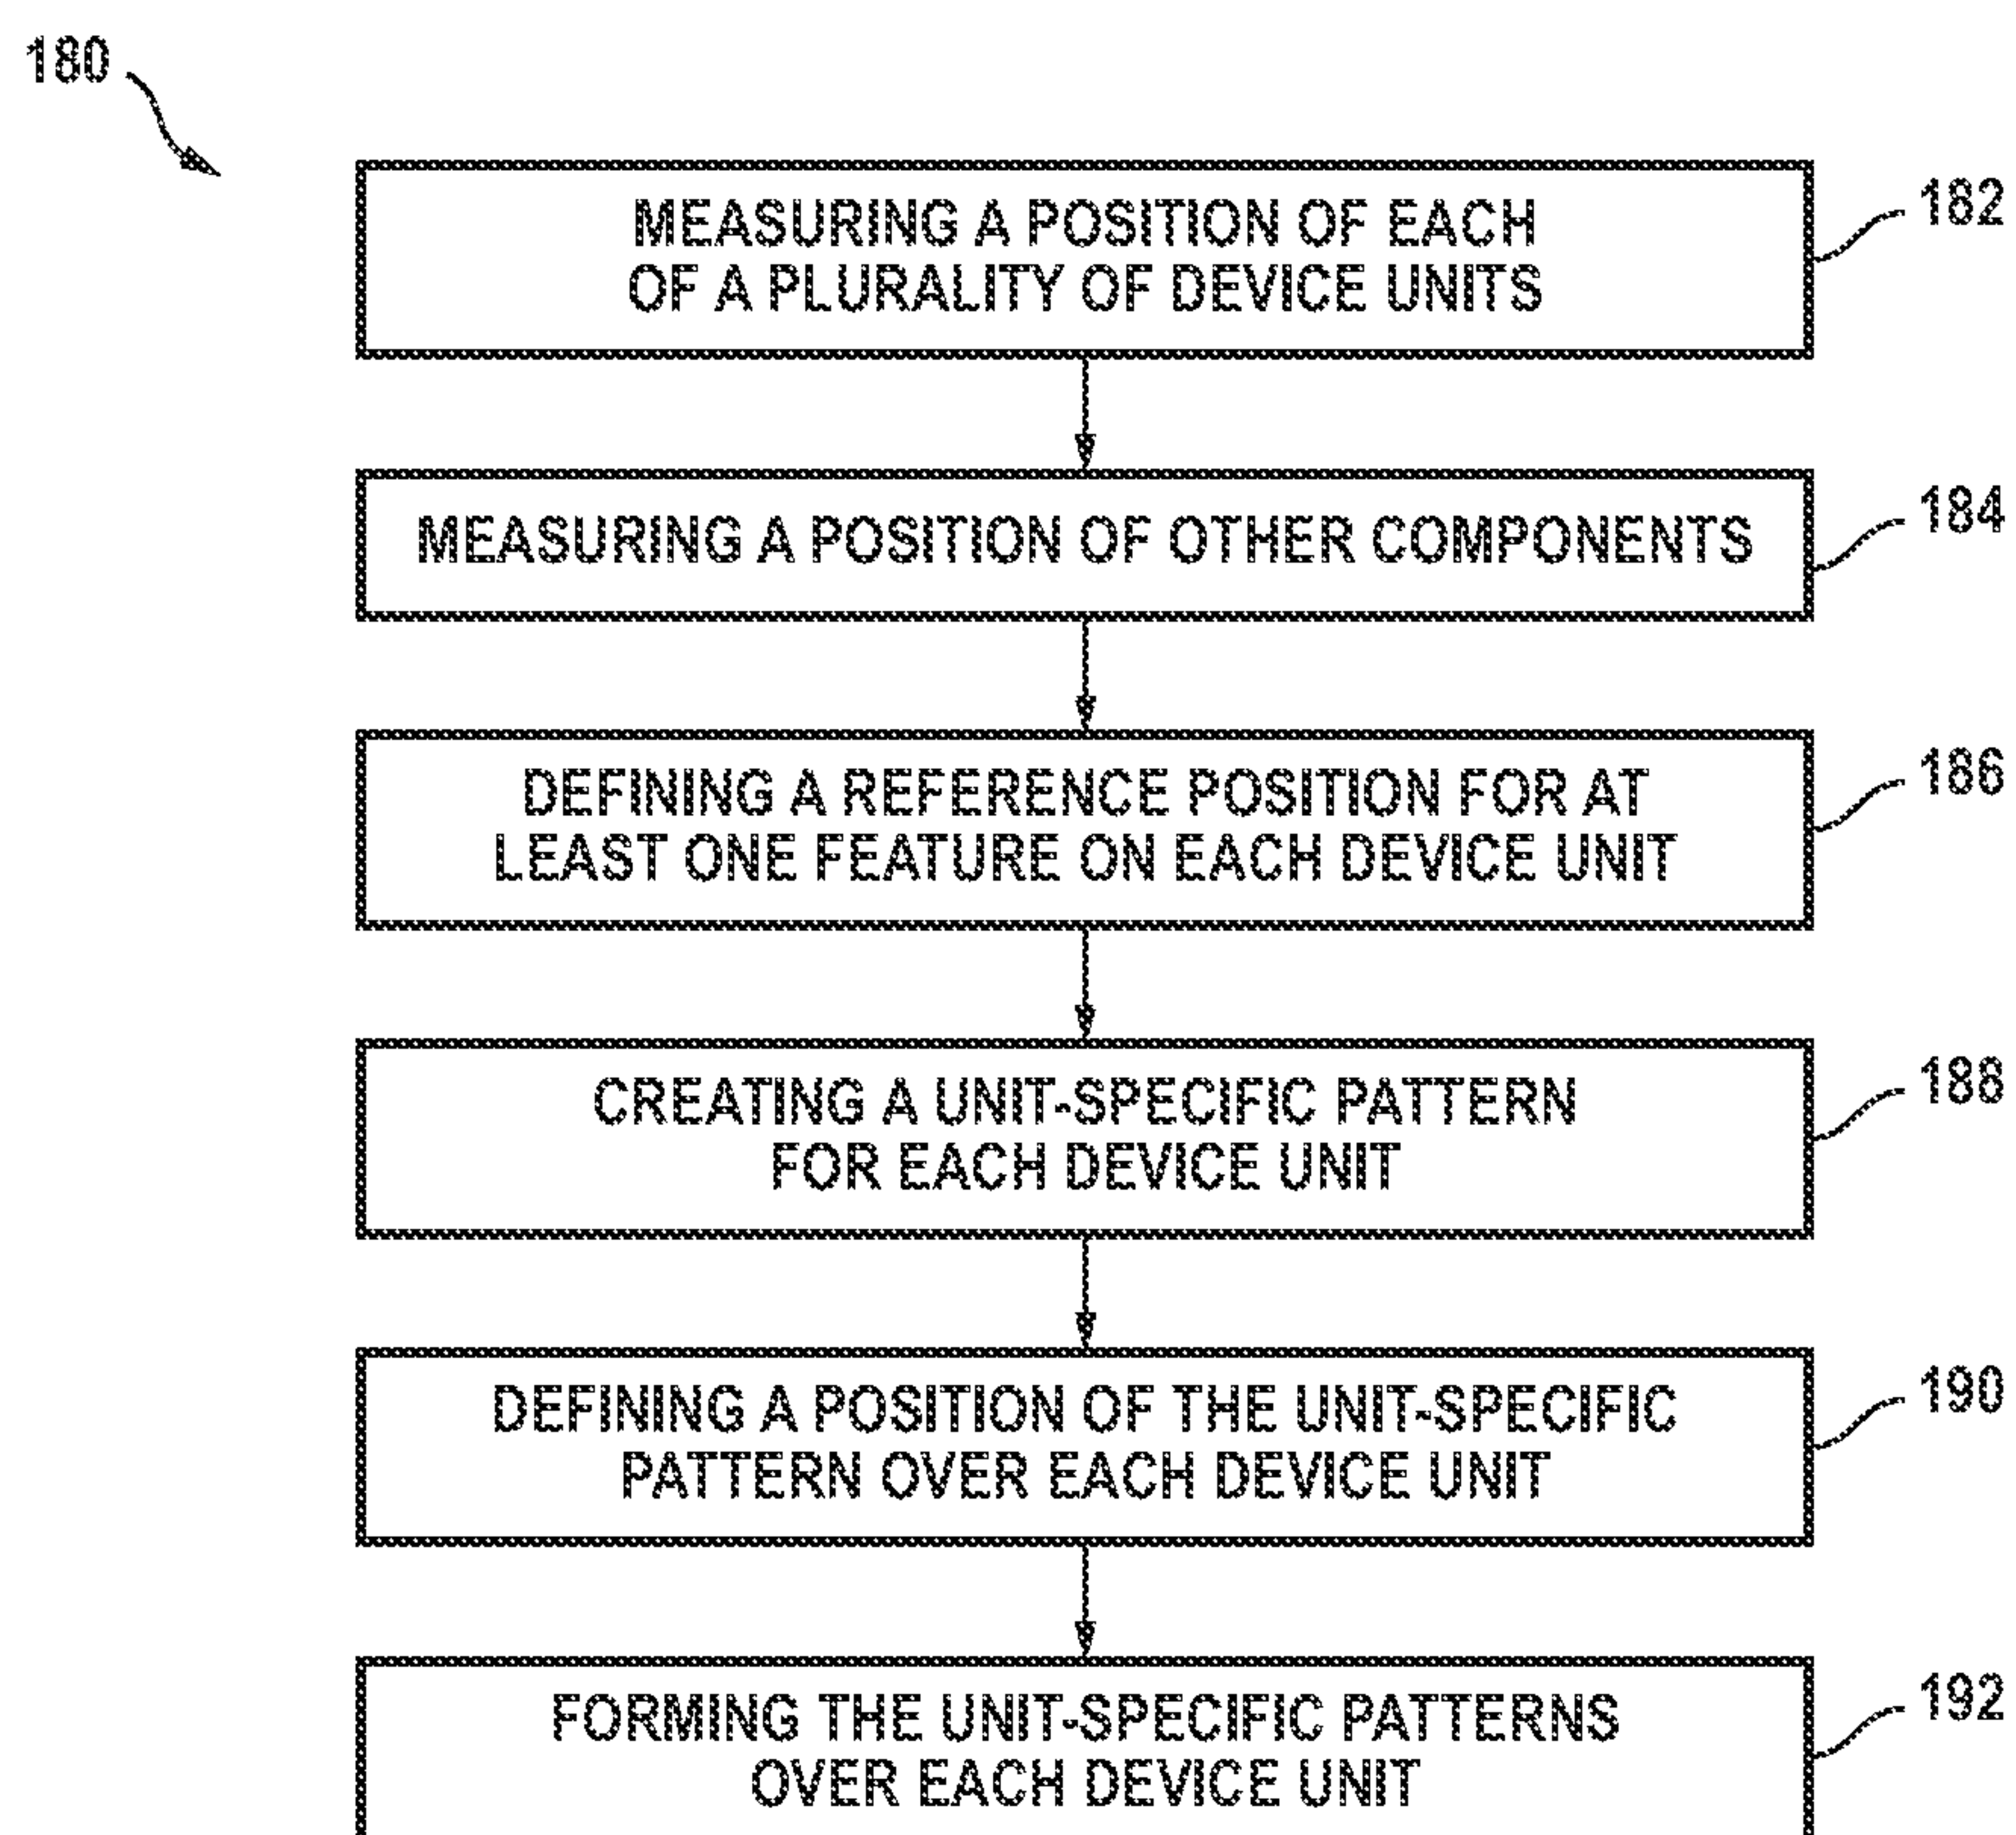 180
MEASURING A POSITION OF EACH
OF A PLURALITY OF DEVICE UNITS
182
MEASURING A POSITION OF OTHER COMPONENTS
184
DEFINING A REFERENCE POSITION FOR AT
LEAST ONE FEATURE ON EACH DEVICE UNIT
186
CREATING A UNIT-SPECIFIC PATTERN
FOR EACH DEVICE UNIT
188
DEFINING A POSITION OF THE UNIT-SPECIFIC
PATTERN OVER EACH DEVICE UNIT
190
FORMING THE UNIT-SPECIFIC PATTERNS
OVER EACH DEVICE UNIT
192